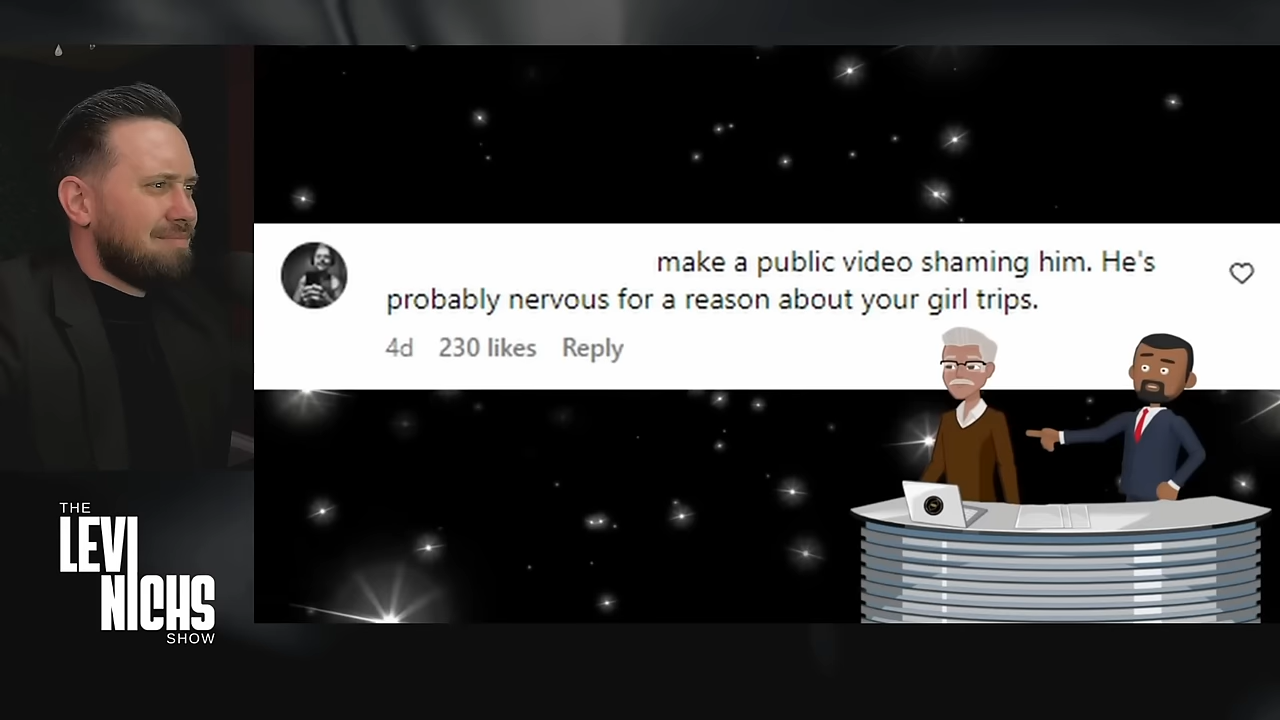 make a public video shaming him. He's
probably nervous for a reason about your girl trips.
4d 230 likes Reply
THE
LEVI
NICHS
SHOW